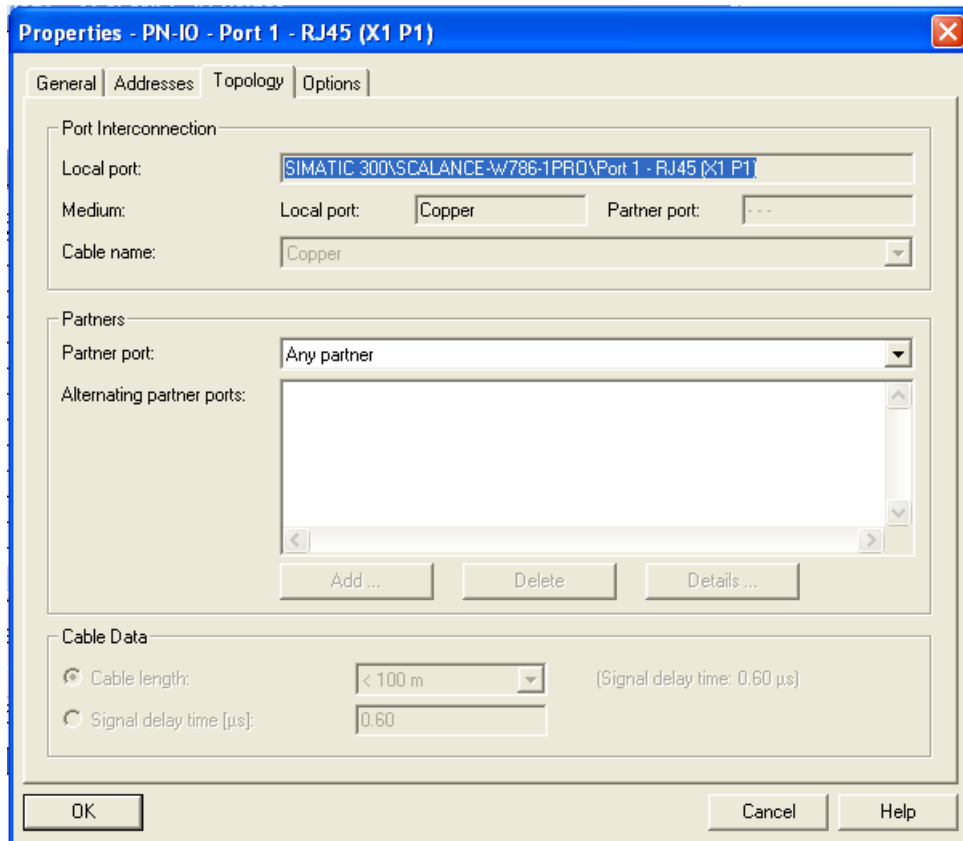 Properties - PN-IO - Port 1 - RJ45 (X1 P1)
General Addresses Topology Options
Port Interconnection
Local port: SIMATIC 300\SCALANCE-W786-1PRO\Port 1 - RJ45 (X1 P1)
Medium: Local port: Copper Partner port: - - -
Cable name: Copper
Partners
Partner port: Any partner
Alternating partner ports:
Add ... Delete Details ...
Cable Data
Cable length: < 100 m (Signal delay time: 0.60 µs)
Signal delay time [µs]: 0.60
OK Cancel Help